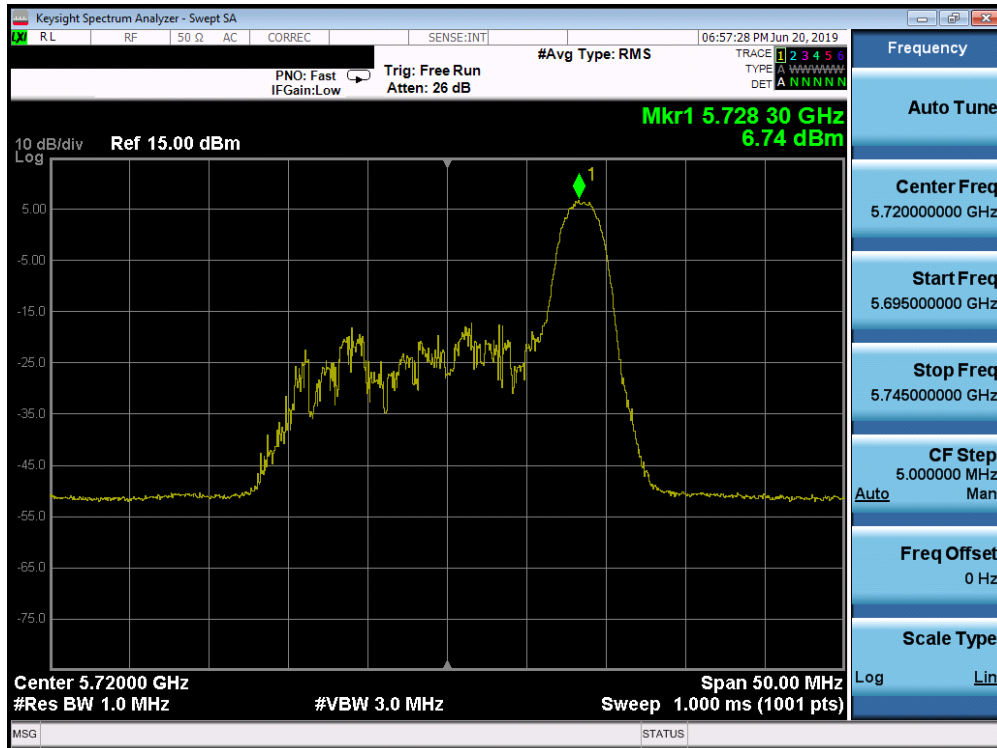 Keysight Spectrum Analyzer - Swept SA
LXI RL RF 50 Ω AC CORREC SENSE:INT 06:57:28 PM Jun 20, 2019
#Avg Type: RMS TRACE 1 2 3 4 5 6
PNO: Fast Trig: Free Run TYPE A WWWWW
IFGain:Low Atten: 26 dB DET A N N N N N
Mkr1 5.728 30 GHz
6.74 dBm
10 dB/div Ref 15.00 dBm
Log
1
5.00
-5.00
-15.0
-25.0
-35.0
-45.0
-55.0
-65.0
-75.0
Center 5.72000 GHz Span 50.00 MHz
#Res BW 1.0 MHz #VBW 3.0 MHz Sweep 1.000 ms (1001 pts)
MSG STATUS
Frequency
Auto Tune
Center Freq
5.720000000 GHz
Start Freq
5.695000000 GHz
Stop Freq
5.745000000 GHz
CF Step
5.000000 MHz
Auto Man
Freq Offset
0 Hz
Scale Type
Log Lin